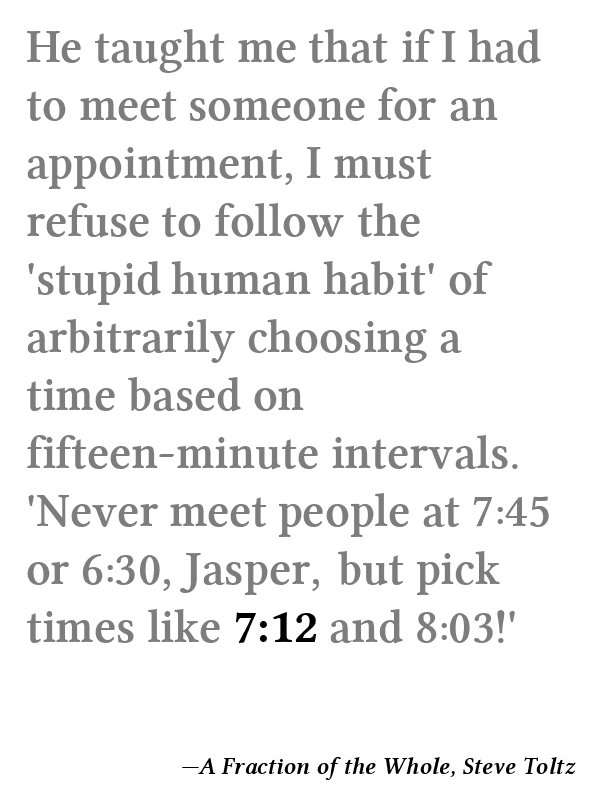 He taught me that if I had
to meet someone for an
appointment, I must
refuse to follow the
'stupid human habit' of
arbitrarily choosing a
time based on
fifteen-minute intervals.
'Never meet people at 7:45
or 6:30, Jasper, but pick
times like 7:12 and 8:03!'
—A Fraction of the Whole, Steve Toltz